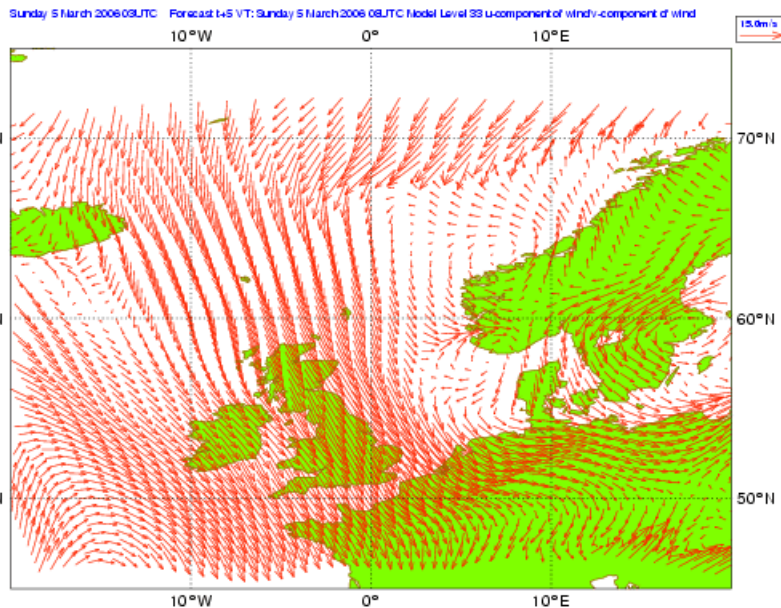 Sunday 5 March 2006 03UTC Forecast t+5 VT: Sunday 5 March 2006 08UTC Model Level 33 u-component of wind/v-component of wind
15.0m/s
10°W 0° 10°E
70°N
60°N
50°N
10°W 0° 10°E